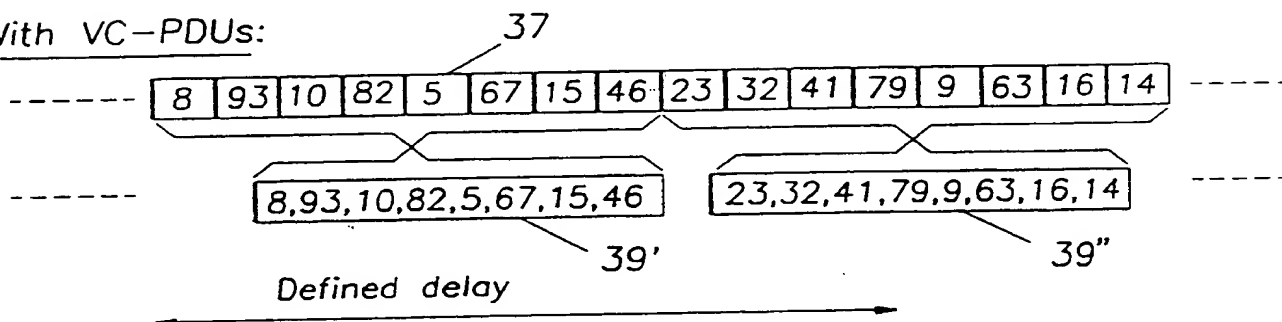 With VC-PDUs:
37
8 93 10 82 5 67 15 46 23 32 41 79 9 63 16 14
8,93,10,82,5,67,15,46 23,32,41,79,9,63,16,14
39' 39"
Defined delay